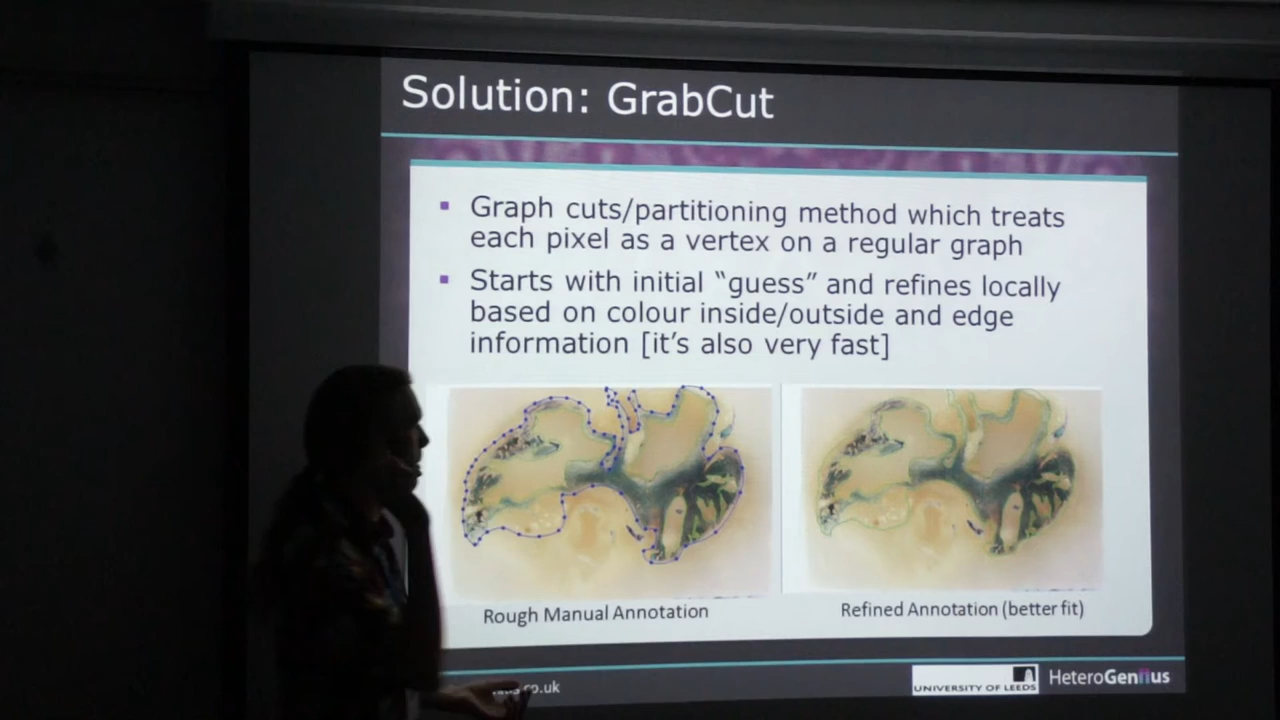 Solution: GrabCut
Graph cuts/partitioning method which treats
each pixel as a vertex on a regular graph
Starts with initial “guess” and refines locally
based on colour inside/outside and edge
information [it's also very fast]
Rough Manual Annotation
Refined Annotation (better fit)
.co.uk
UNIVERSITY OF LEEDS
HeteroGenius